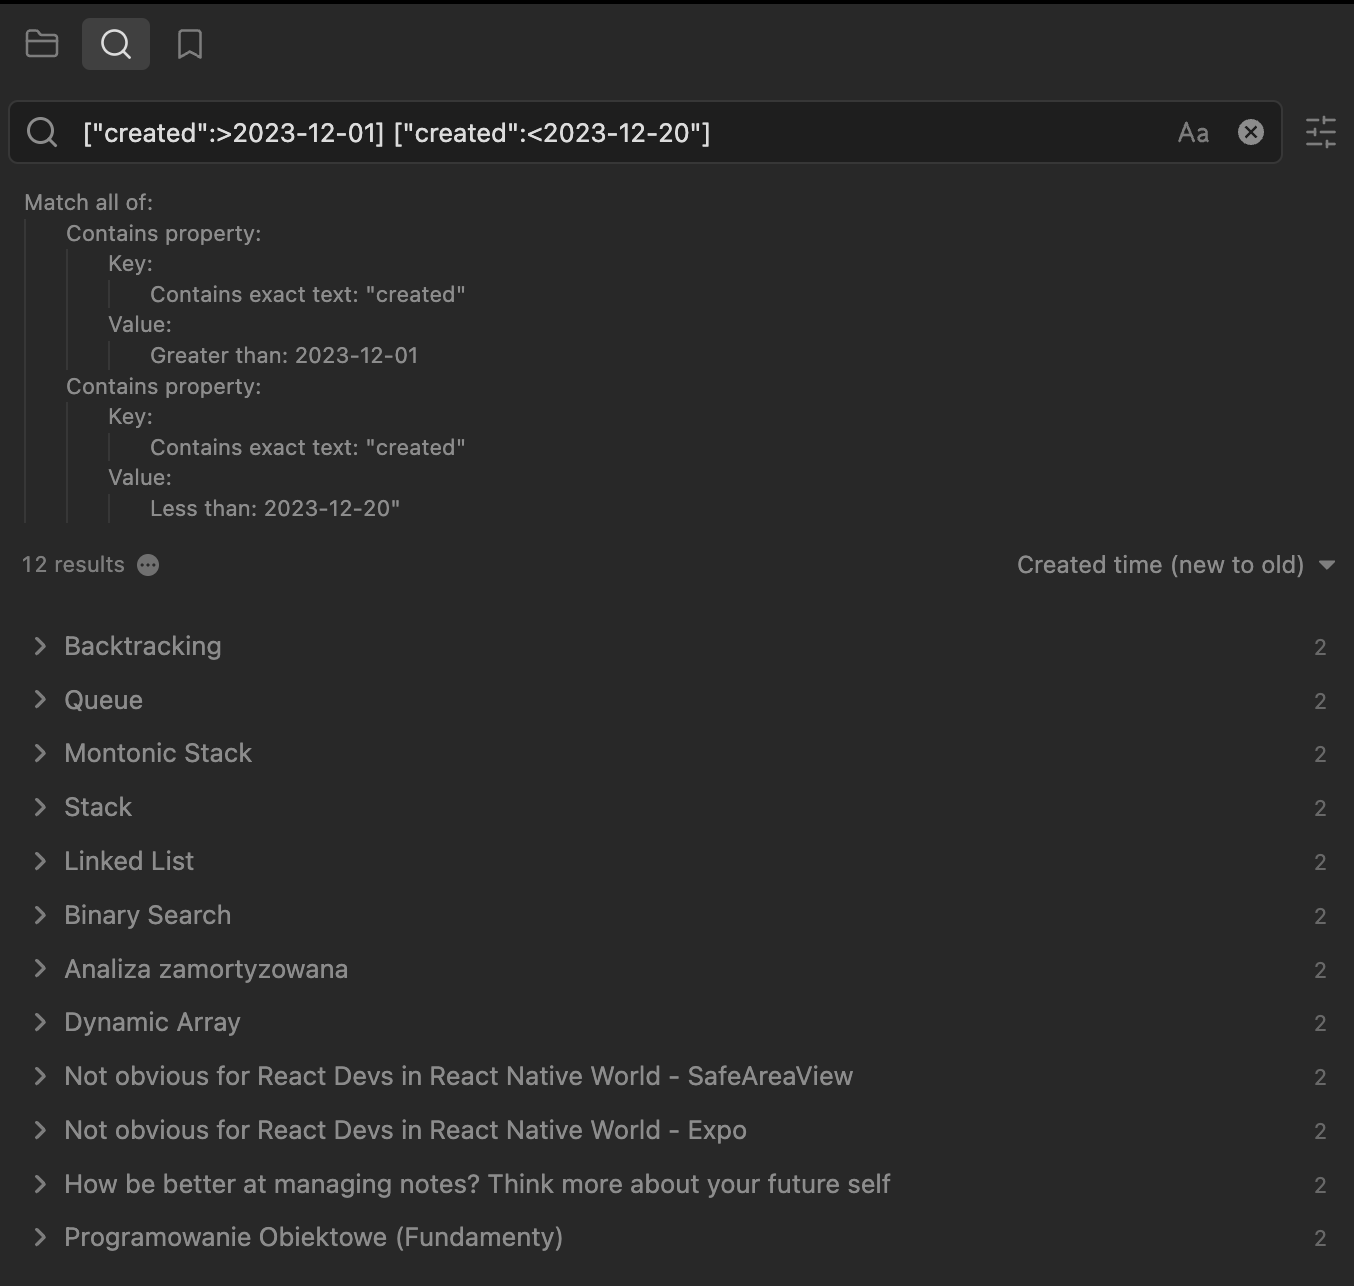 ["created":>2023-12-01] ["created":<2023-12-20"] Aa
Match all of:
Contains property:
Key:
Contains exact text: "created"
Value:
Greater than: 2023-12-01
Contains property:
Key:
Contains exact text: "created"
Value:
Less than: 2023-12-20"
12 results Created time (new to old)
Backtracking 2
Queue 2
Montonic Stack 2
Stack 2
Linked List 2
Binary Search 2
Analiza zamortyzowana 2
Dynamic Array 2
Not obvious for React Devs in React Native World - SafeAreaView 2
Not obvious for React Devs in React Native World - Expo 2
How be better at managing notes? Think more about your future self 2
Programowanie Obiektowe (Fundamenty) 2